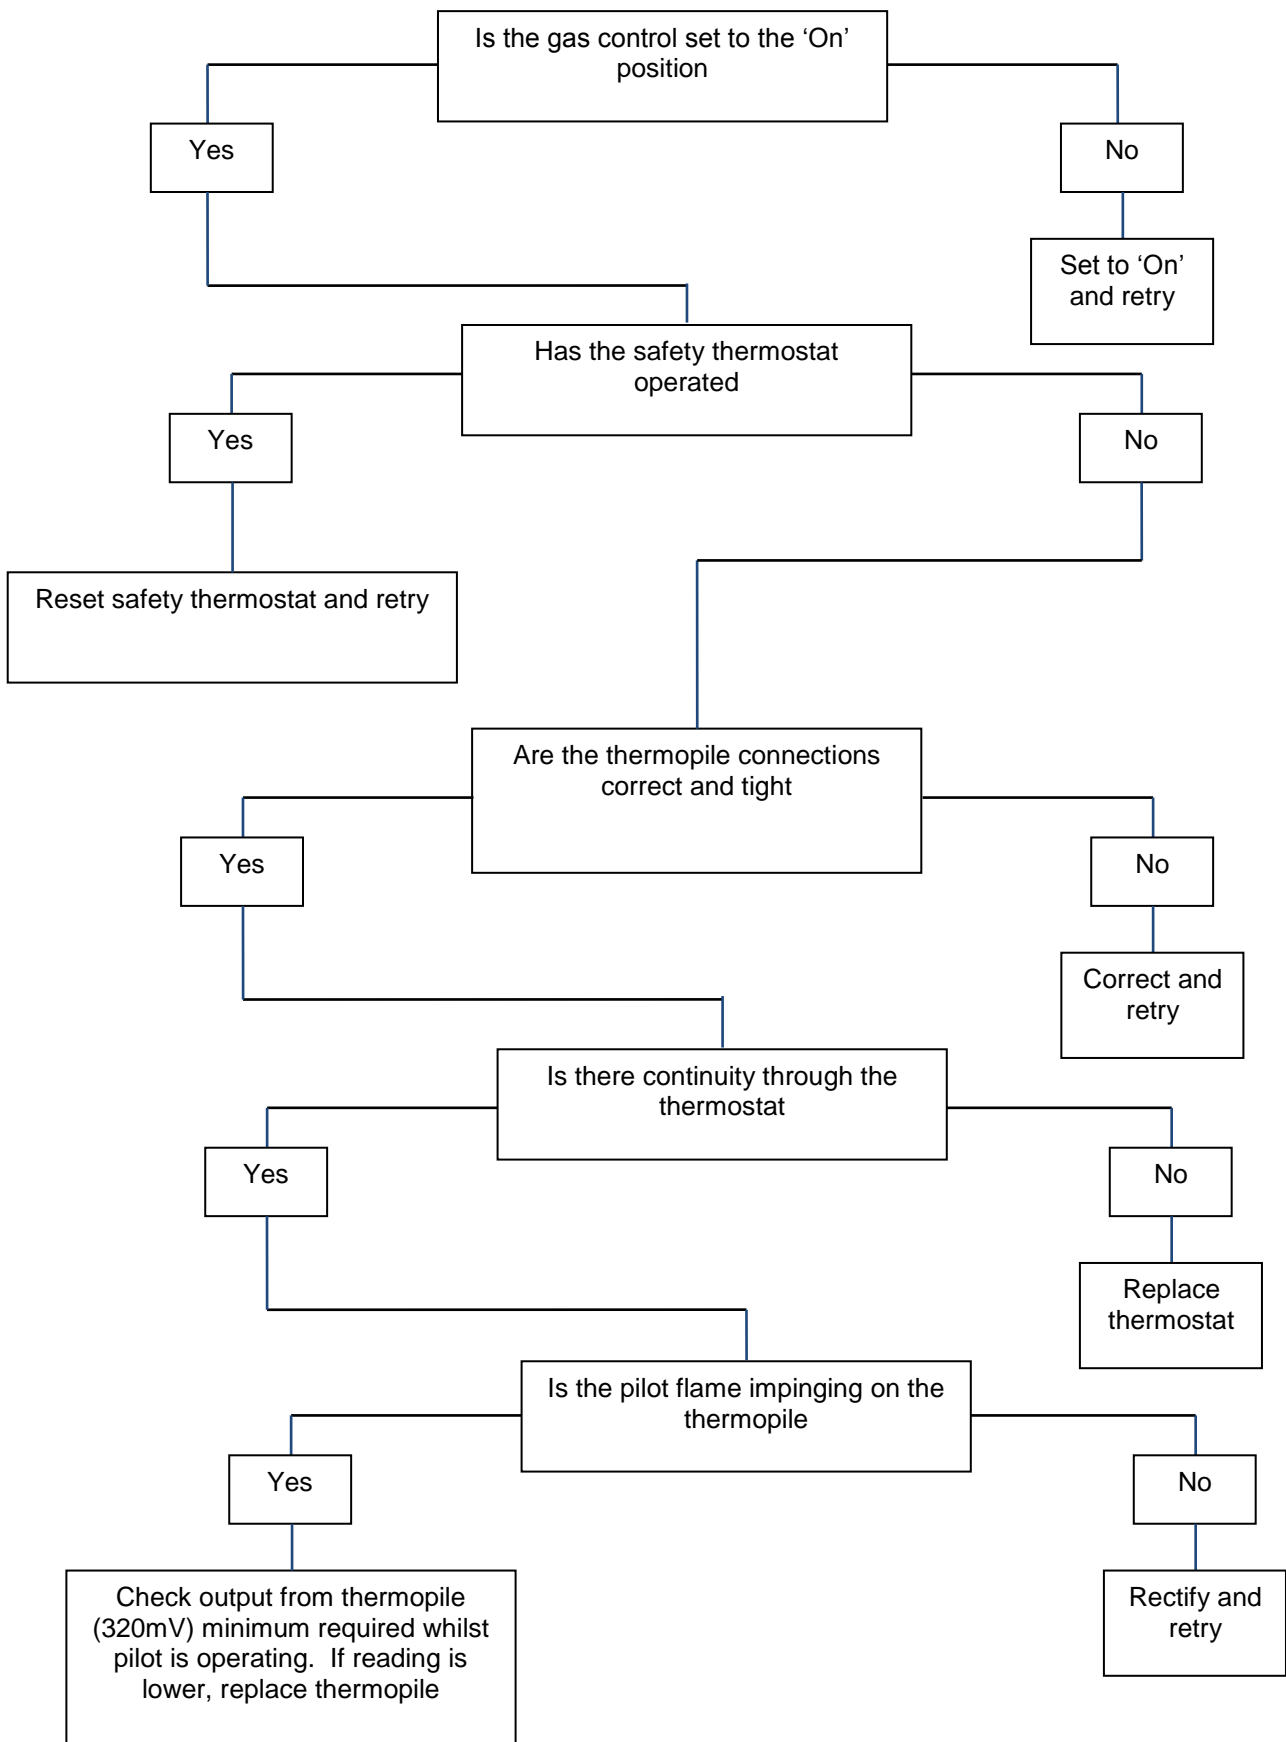 Is the gas control set to the ‘On’
position
Yes
No
Set to ‘On’
and retry
Has the safety thermostat
operated
Yes
No
Reset safety thermostat and retry
Are the thermopile connections
correct and tight
Yes
No
Correct and
retry
Is there continuity through the
thermostat
Yes
No
Replace
thermostat
Is the pilot flame impinging on the
thermopile
Yes
No
Check output from thermopile
(320mV) minimum required whilst
pilot is operating.  If reading is
lower, replace thermopile
Rectify and
retry